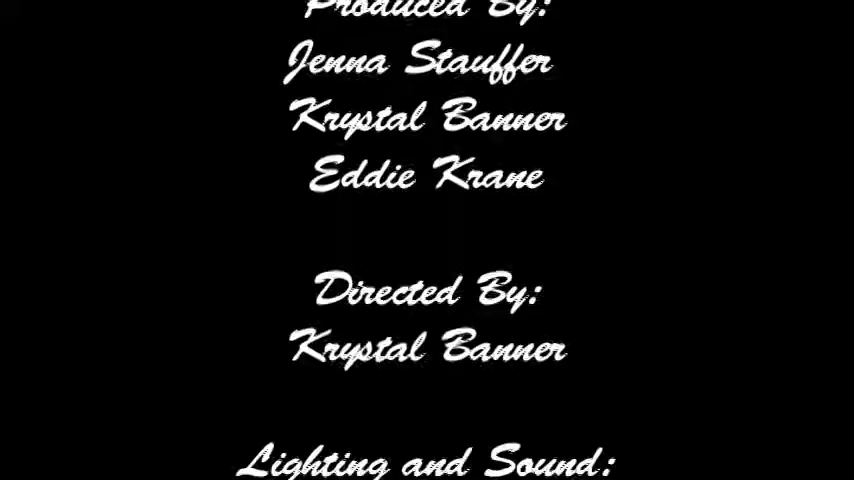 Produced By:
Jenna Stauffer
Krystal Banner
Eddie Krane
Directed By:
Krystal Banner
Lighting and Sound: